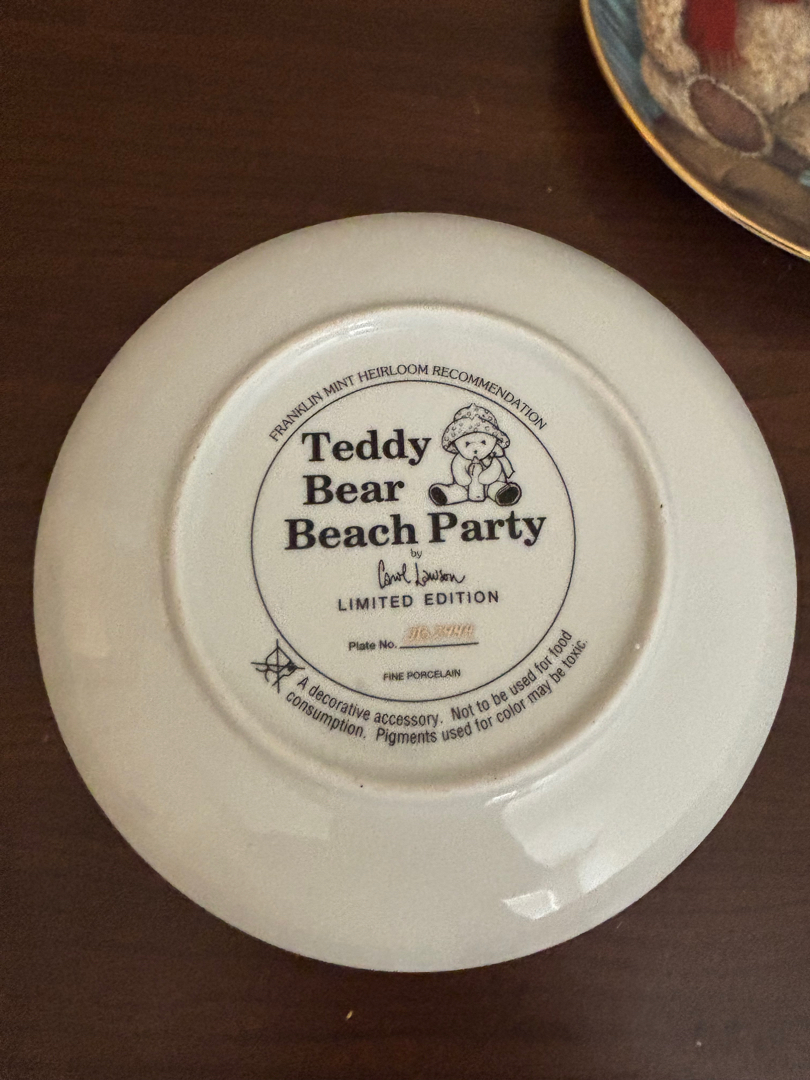 FRANKLIN MINT HEIRLOOM RECOMMENDATION
Teddy
Bear
Beach Party
by
Carol Lawson
LIMITED EDITION
Plate No.
FINE PORCELAIN
A decorative accessory. Not to be used for food
consumption. Pigments used for color may be toxic.